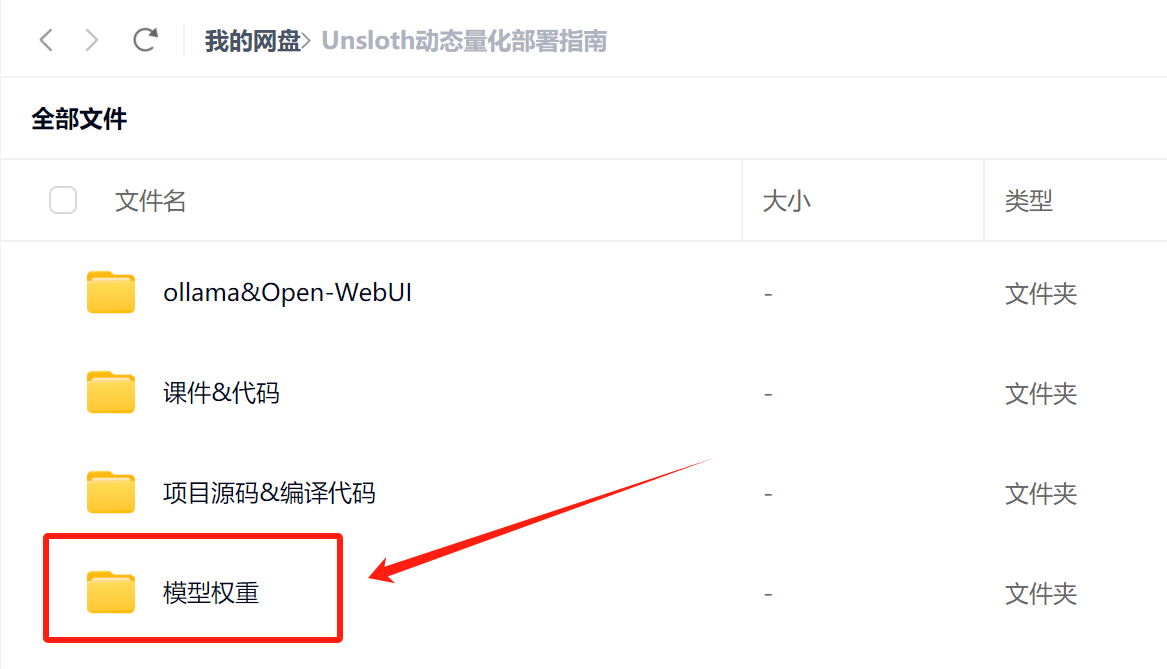 我的网盘> Unsloth动态量化部署指南
全部文件
文件名 大小 类型
ollama&Open-WebUI - 文件夹
课件&代码 - 文件夹
项目源码&编译代码 - 文件夹
模型权重 - 文件夹